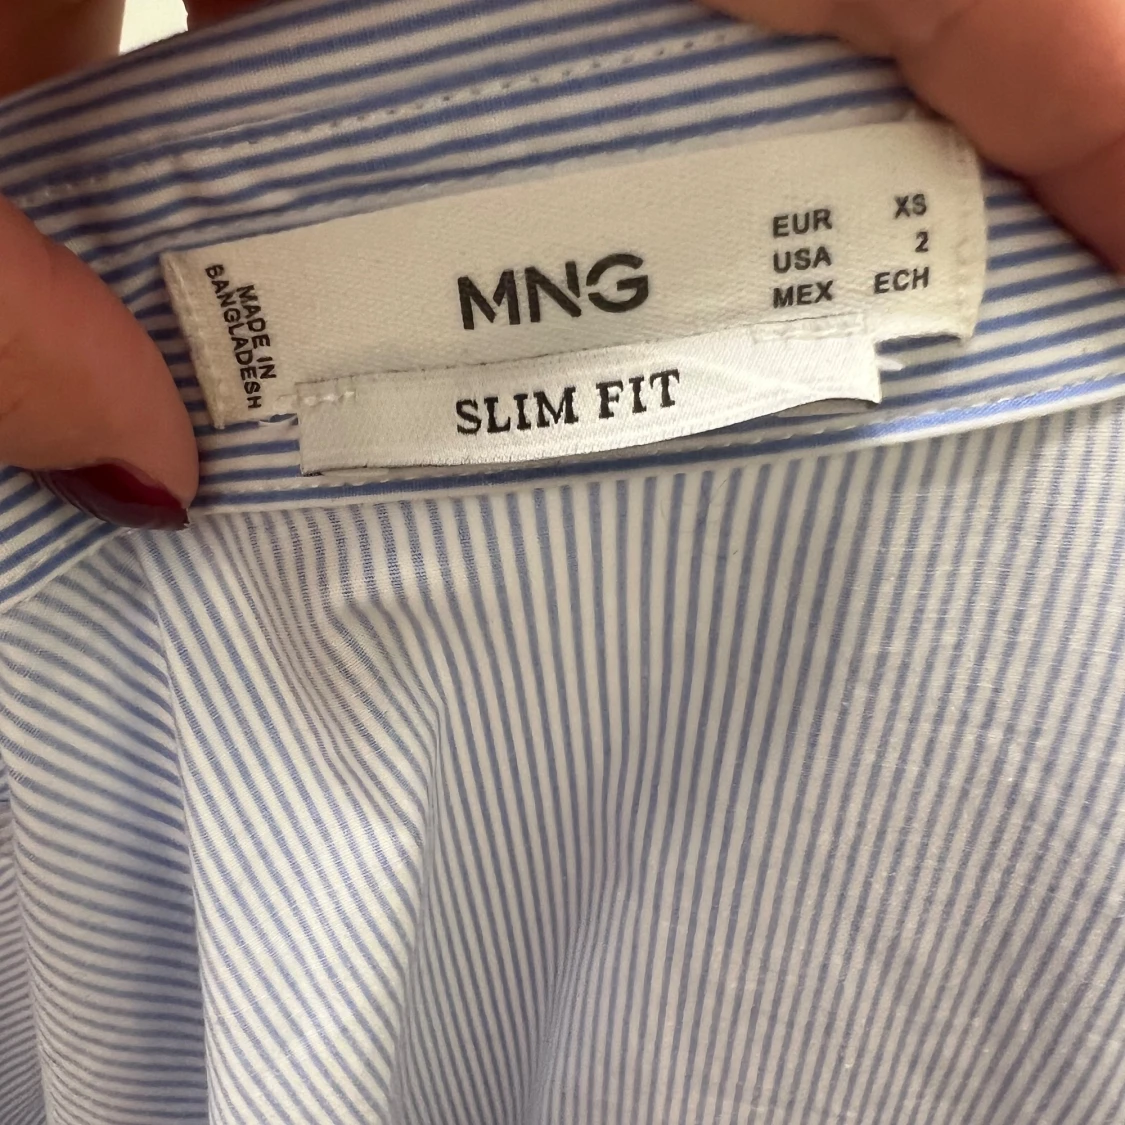 MADE IN
BANGLADESH
MNG
EUR XS
USA 2
MEX ECH
SLIM FIT